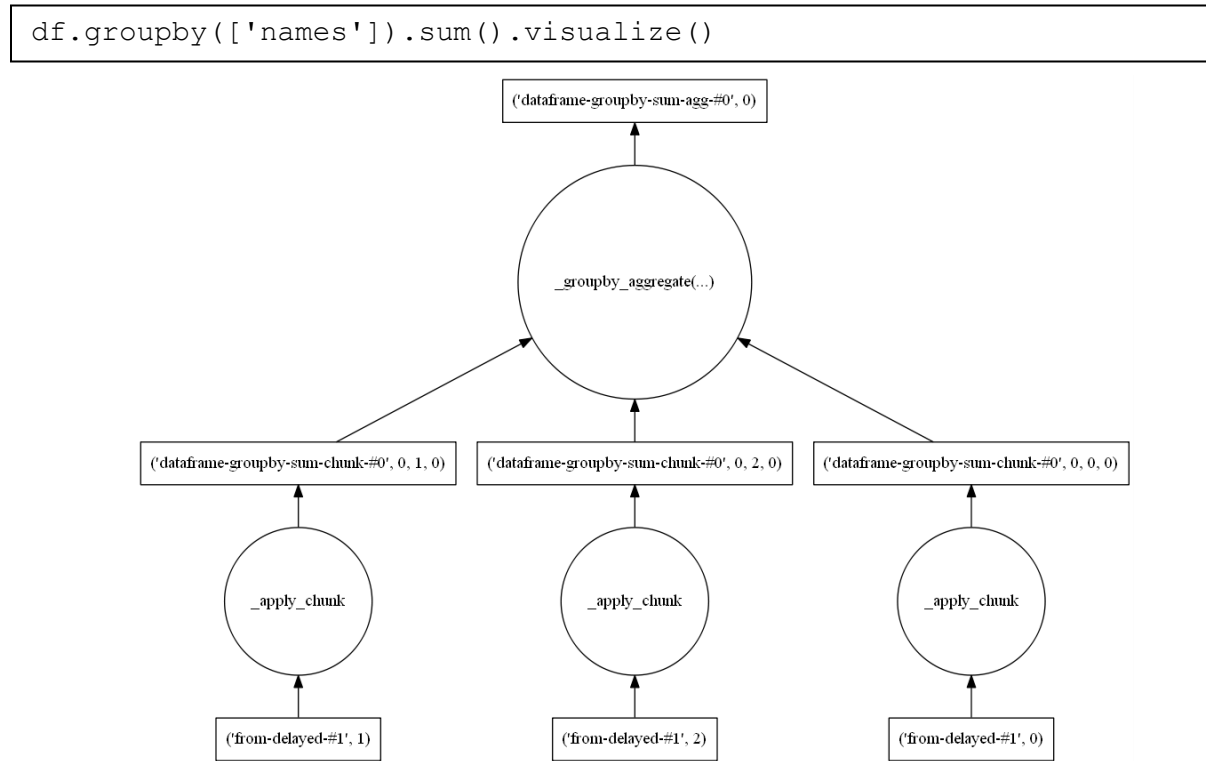 df.groupby(['names']).sum().visualize()
('dataframe-groupby-sum-agg-#0', 0)
_groupby_aggregate(...)
('dataframe-groupby-sum-chunk-#0', 0, 1, 0)
('dataframe-groupby-sum-chunk-#0', 0, 2, 0)
('dataframe-groupby-sum-chunk-#0', 0, 0, 0)
_apply_chunk
_apply_chunk
_apply_chunk
('from-delayed-#1', 1)
('from-delayed-#1', 2)
('from-delayed-#1', 0)